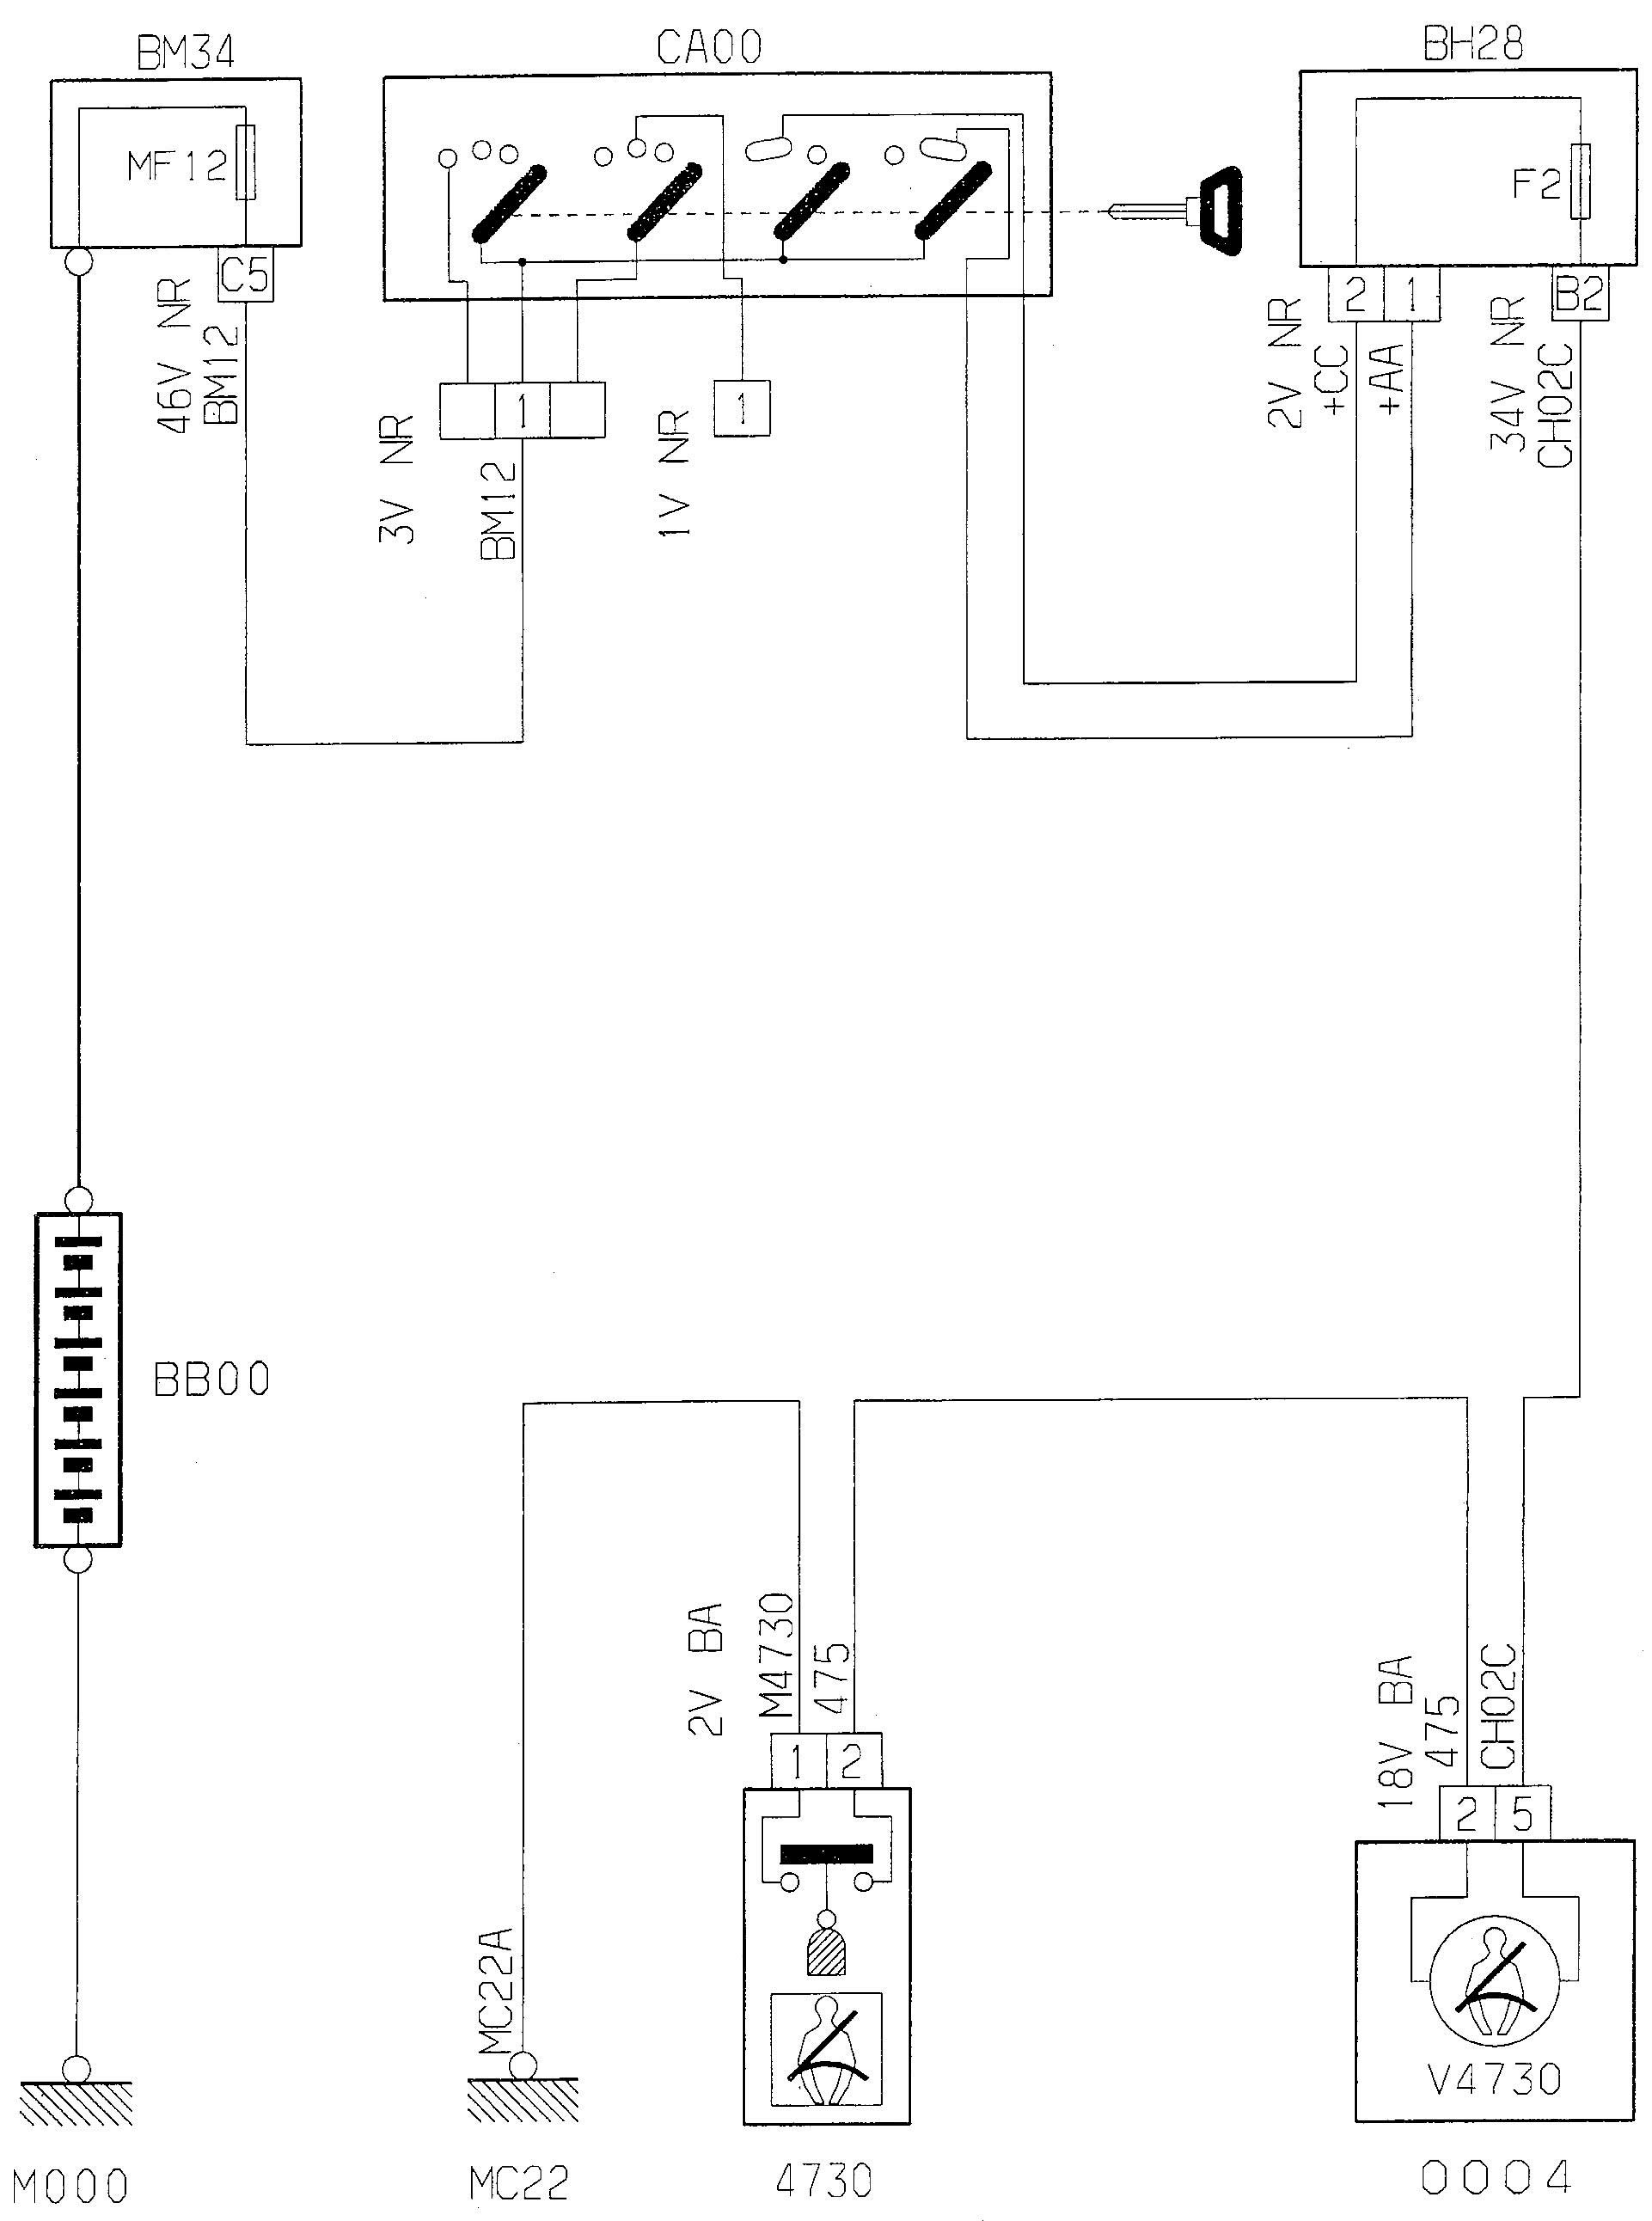 BM34
CA00
BH28
MF12
F2
C5
2 1
B2
46V NR
BM12
3V NR
1
BM12
1V NR
1
2V NR
+CC
+AA
34V NR
CH02C
BB00
2V BA
M4730
475
1 2
18V BA
475
CH02C
2 5
MC22A
V4730
M000
MC22
4730
0004